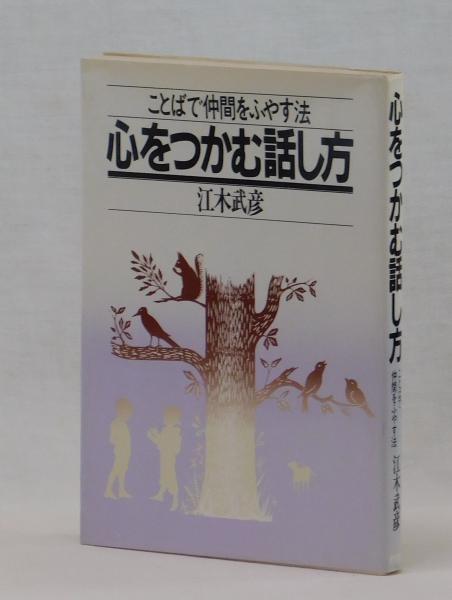 ことばで仲間をふやす法
心をつかむ話し方
江木武彦
心をつかむ話し方
ことばで
仲間をふやす法
江木武彦